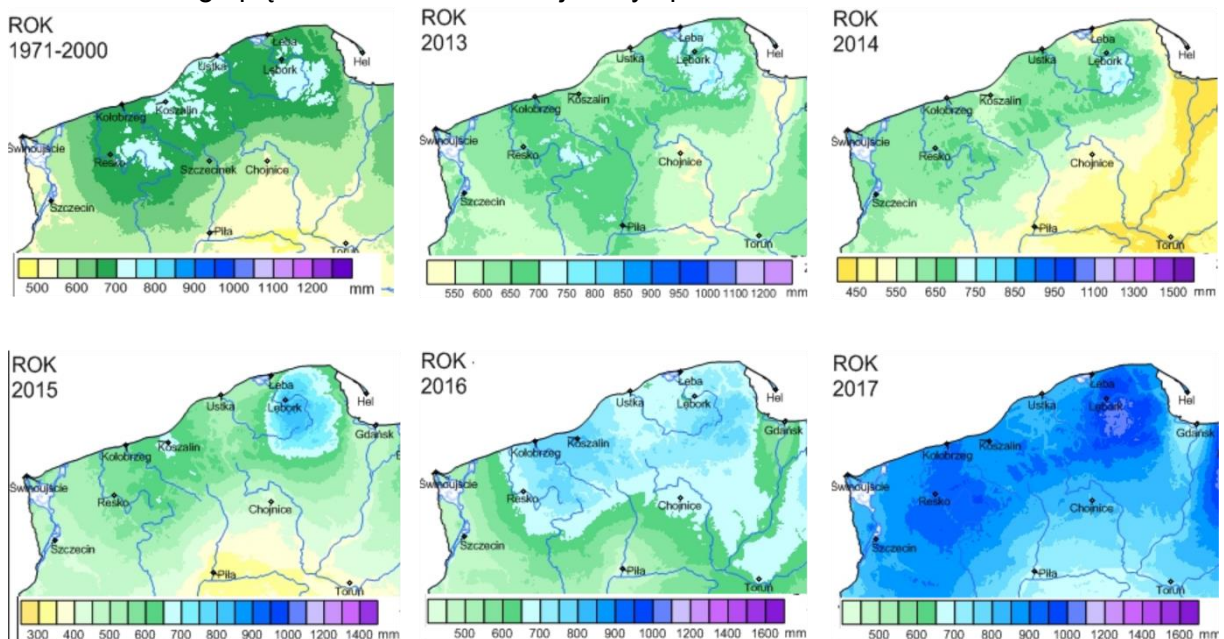 ROK
1971-2000
Łeba
Ustka
Lębork
Hel
Koszalin
Kołobrzeg
Świnoujście
Resko
Szczecinek
Chojnice
Szczecin
Piła
Toruń
500 600 700 800 900 1000 1100 1200 mm
ROK
2013
Łeba
Ustka
Lębork
Hel
Kołobrzeg
Koszalin
Świnoujście
Resko
Chojnice
Szczecin
Piła
Toruń
550 600 650 700 750 800 850 900 950 1000 1100 1200 mm
ROK
2014
Łeba
Ustka
Lębork
Hel
Kołobrzeg
Koszalin
Świnoujście
Resko
Chojnice
Szczecin
Piła
Toruń
450 550 650 750 850 950 1100 1300 1500 mm
ROK
2015
Łeba
Ustka
Lębork
Hel
Gdańsk
Kołobrzeg
Koszalin
Świnoujście
Resko
Chojnice
Szczecin
Piła
Toruń
300 400 500 600 700 800 900 1000 1200 1400 mm
ROK
2016
Łeba
Ustka
Lębork
Hel
Gdańsk
Kołobrzeg
Koszalin
Świnoujście
Resko
Chojnice
Szczecin
Piła
Toruń
500 600 700 800 900 1000 1200 1600 mm
ROK
2017
Łeba
Ustka
Lębork
Hel
Gdańsk
Kołobrzeg
Koszalin
Świnoujście
Resko
Chojnice
Szczecin
Piła
Toruń
500 600 700 800 900 1000 1200 1600 mm